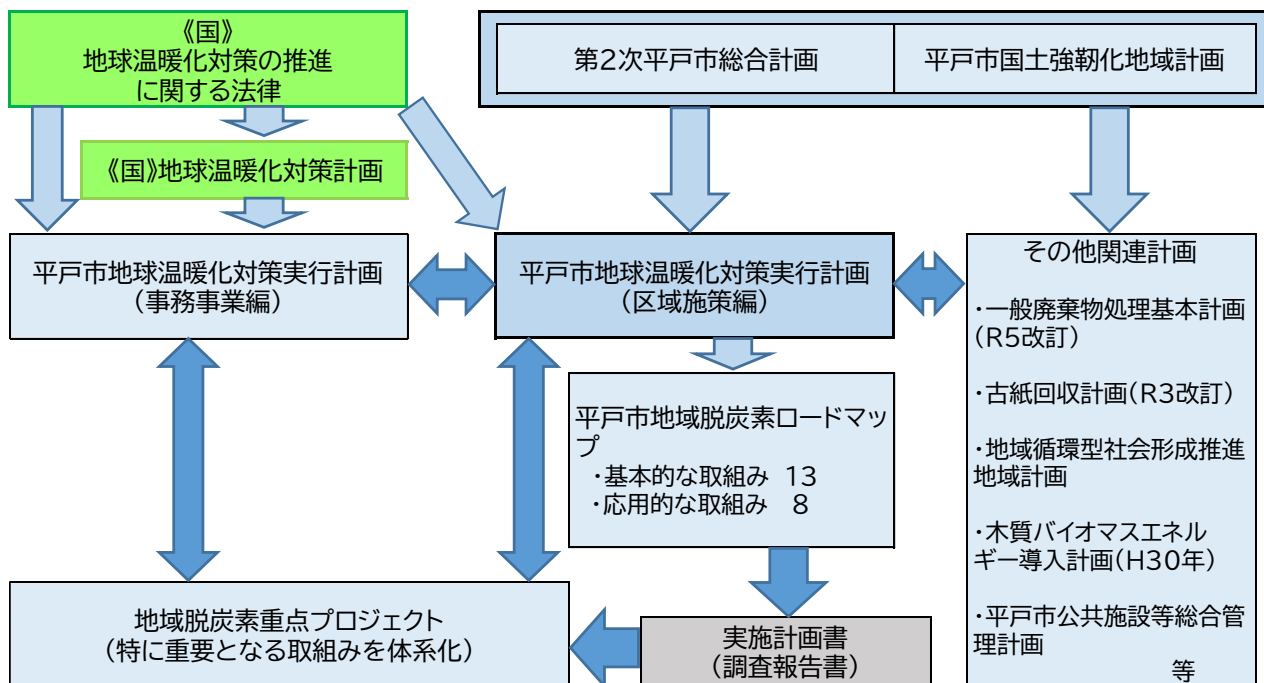 《国》
地球温暖化対策の推進
に関する法律
第2次平戸市総合計画
平戸市国土強靭化地域計画
《国》地球温暖化対策計画
平戸市地球温暖化対策実行計画
（事務事業編）
平戸市地球温暖化対策実行計画
（区域施策編）
その他関連計画
・一般廃棄物処理基本計画
(R5改訂)
・古紙回収計画(R3改訂)
・地域循環型社会形成推進
地域計画
・木質バイオマスエネル
ギー導入計画(H30年)
・平戸市公共施設等総合管
理計画
等
平戸市地域脱炭素ロードマッ
プ
・基本的な取組み 13
・応用的な取組み 8
地域脱炭素重点プロジェクト
（特に重要となる取組みを体系化）
実施計画書
（調査報告書）